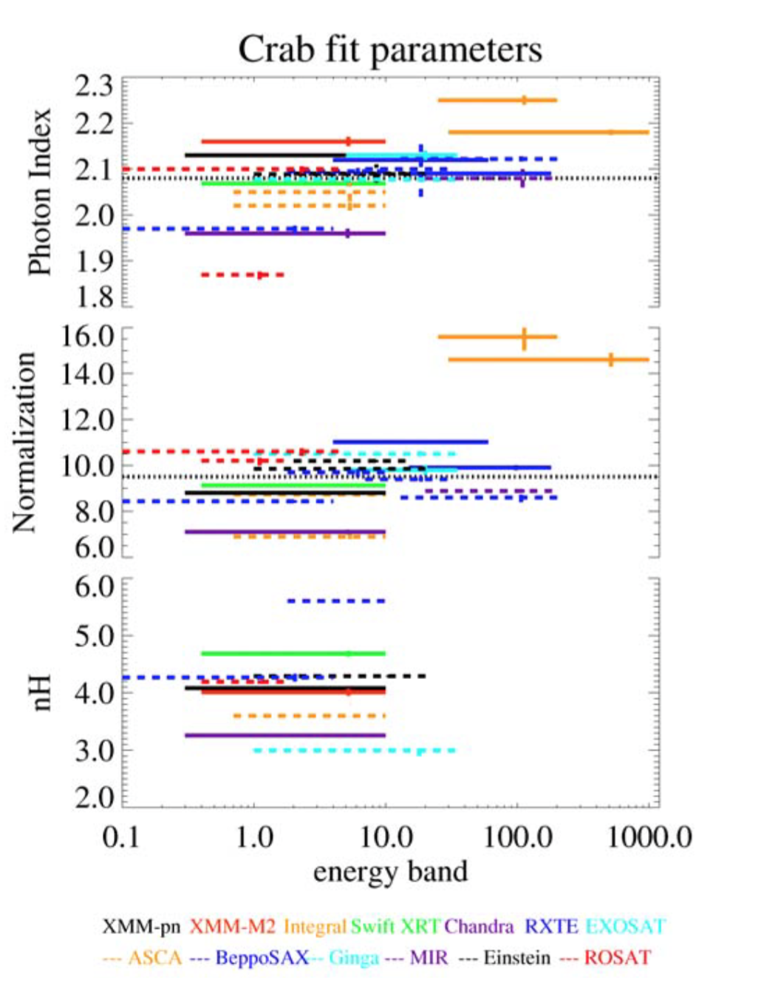 Crab fit parameters
2.3
2.2
2.1
2.0
1.9
1.8
Photon Index
16.0
14.0
12.0
10.0
8.0
6.0
Normalization
6.0
5.0
4.0
3.0
2.0
nH
0.1 1.0 10.0 100.0 1000.0
energy band
XMM-pn XMM-M2 Integral Swift XRT Chandra RXTE EXOSAT
--- ASCA --- BeppoSAX --- Ginga --- MIR --- Einstein --- ROSAT